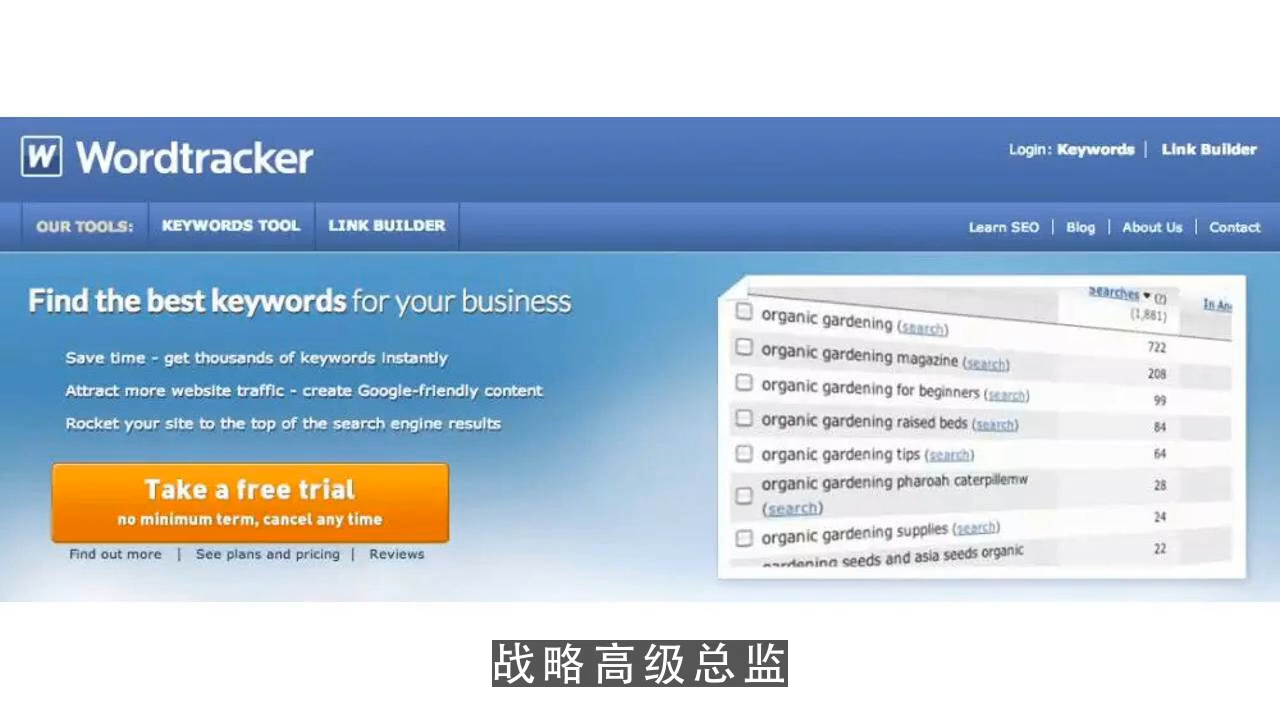 W Wordtracker
Login: Keywords | Link Builder
OUR TOOLS: KEYWORDS TOOL LINK BUILDER
Learn SEO | Blog | About Us | Contact
Find the best keywords for your business
Save time - get thousands of keywords instantly
Attract more website traffic - create Google-friendly content
Rocket your site to the top of the search engine results
Take a free trial
no minimum term, cancel any time
Find out more | See plans and pricing | Reviews
Searches (?) In An
(1,881)
organic gardening (search) 722
organic gardening magazine (search) 208
organic gardening for beginners (search) 99
organic gardening raised beds (search) 84
organic gardening tips (search) 64
organic gardening pharoah caterpillemw 28
(search)
organic gardening supplies (search) 24
gardening seeds and asia seeds organic 22
战略高级总监